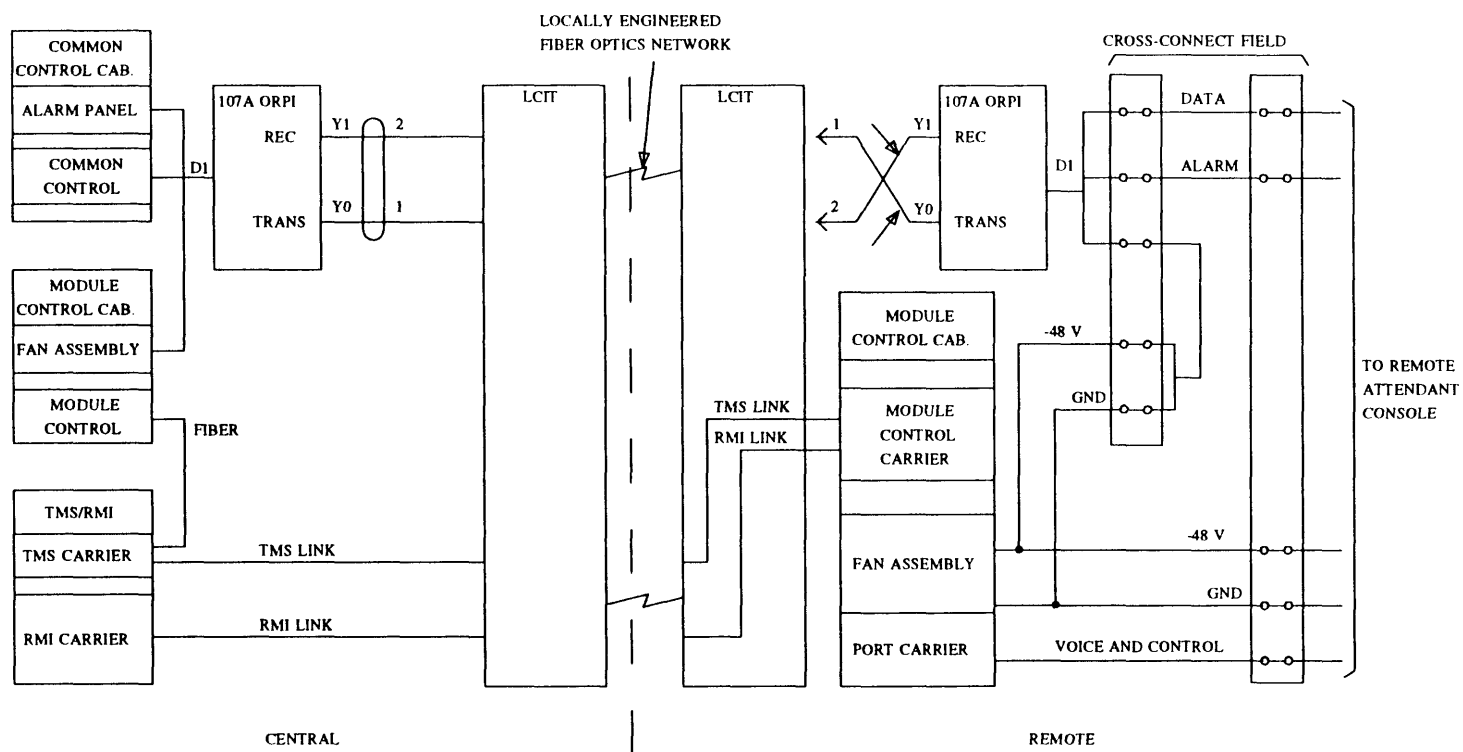 LOCALLY ENGINEERED
FIBER OPTICS NETWORK
CROSS-CONNECT FIELD
COMMON
CONTROL CAB.
ALARM PANEL
COMMON
CONTROL
D1
107A ORPI
REC
TRANS
Y1
2
Y0
1
LCIT
LCIT
1
2
Y1
Y0
107A ORPI
REC
TRANS
D1
DATA
ALARM
MODULE
CONTROL CAB.
FAN ASSEMBLY
MODULE
CONTROL
FIBER
TMS/RMI
TMS CARRIER
RMI CARRIER
TMS LINK
RMI LINK
TMS LINK
RMI LINK
MODULE
CONTROL CAB.
MODULE
CONTROL
CARRIER
FAN ASSEMBLY
PORT CARRIER
-48 V
GND
-48 V
GND
VOICE AND CONTROL
TO REMOTE
ATTENDANT
CONSOLE
CENTRAL
REMOTE